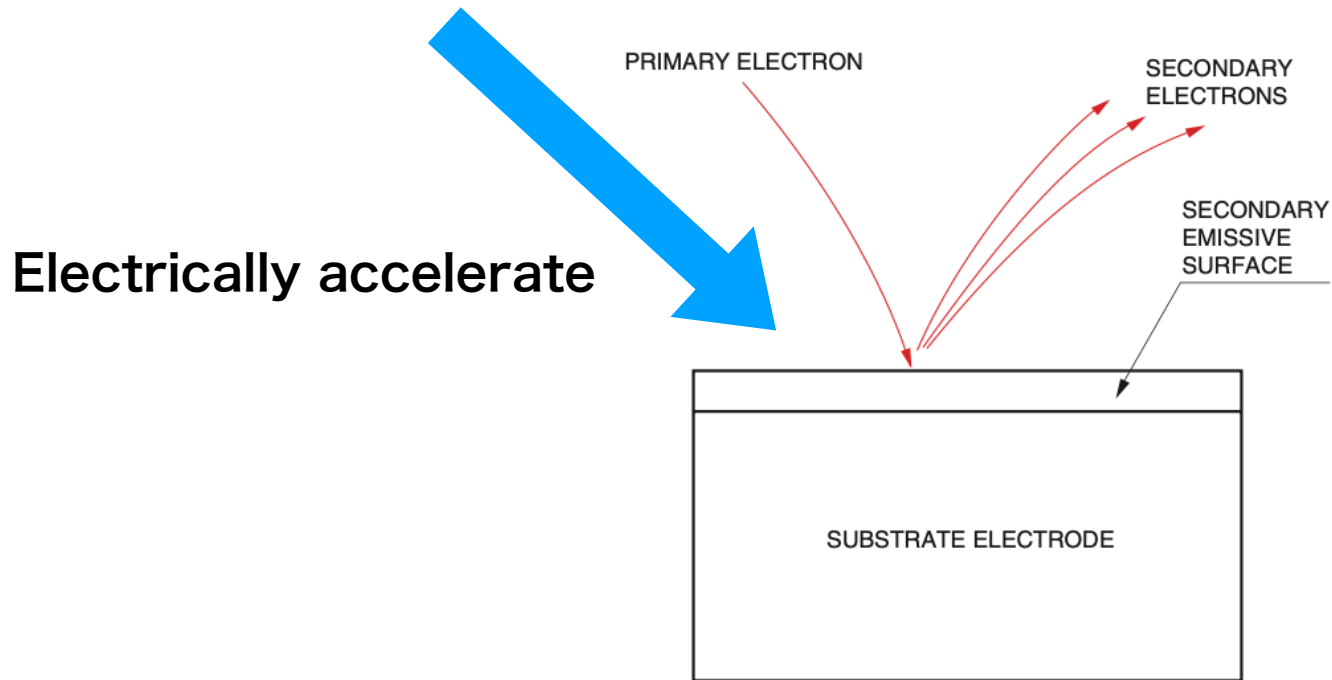 PRIMARY ELECTRON
SECONDARY
ELECTRONS
SECONDARY
EMISSIVE
SURFACE
Electrically accelerate
SUBSTRATE ELECTRODE